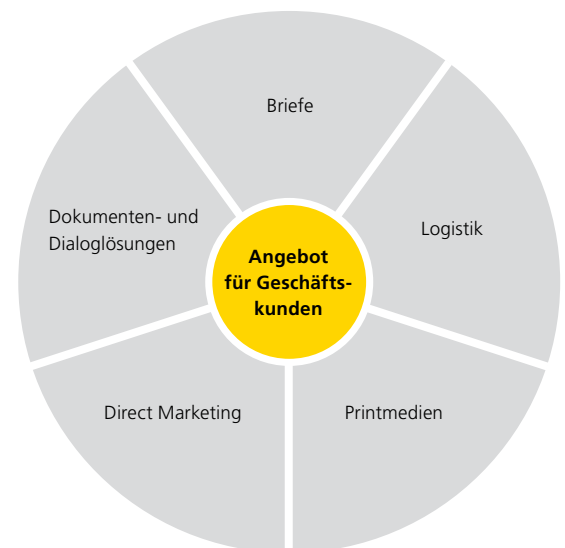 Briefe
Dokumenten- und
Dialoglösungen
Logistik
Angebot
für Geschäfts-
kunden
Direct Marketing
Printmedien